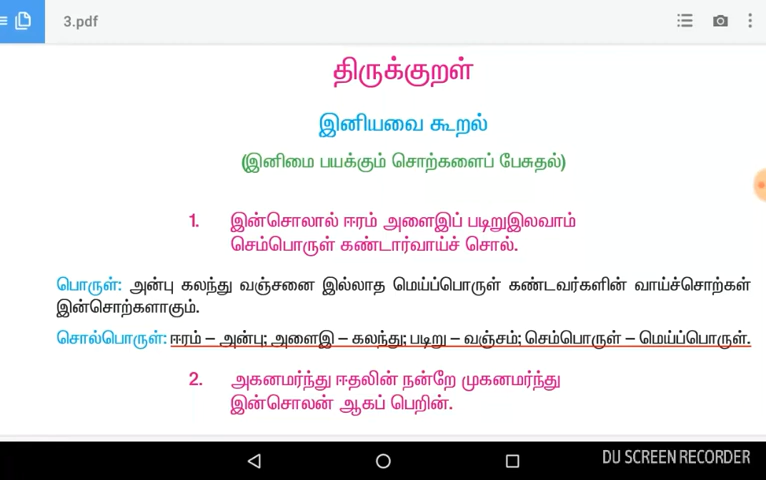 3.pdf
திருக்குறள்
இனியவை கூறல்
(இனிமை பயக்கும் சொற்களைப் பேசுதல்)
1. இன்சொலால் ஈரம் அளைஇப் படிறுஇலவாம்
செம்பொருள் கண்டார்வாய்ச் சொல்.
பொருள்: அன்பு கலந்து வஞ்சனை இல்லாத மெய்ப்பொருள் கண்டவர்களின் வாய்ச்சொற்கள்
இன்சொற்களாகும்.
சொல்பொருள்: ஈரம் – அன்பு; அளைஇ – கலந்து; படிறு – வஞ்சம்; செம்பொருள் – மெய்ப்பொருள்.
2. அகனமர்ந்து ஈதலின் நன்றே முகனமர்ந்து
இன்சொலன் ஆகப் பெறின்.
DU SCREEN RECORDER